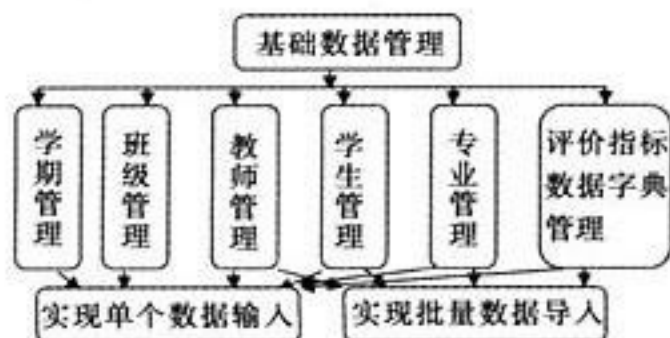 基础数据管理
学期管理
班级管理
教师管理
学生管理
专业管理
评价指标
数据字典
管理
实现单个数据输入
实现批量数据导入